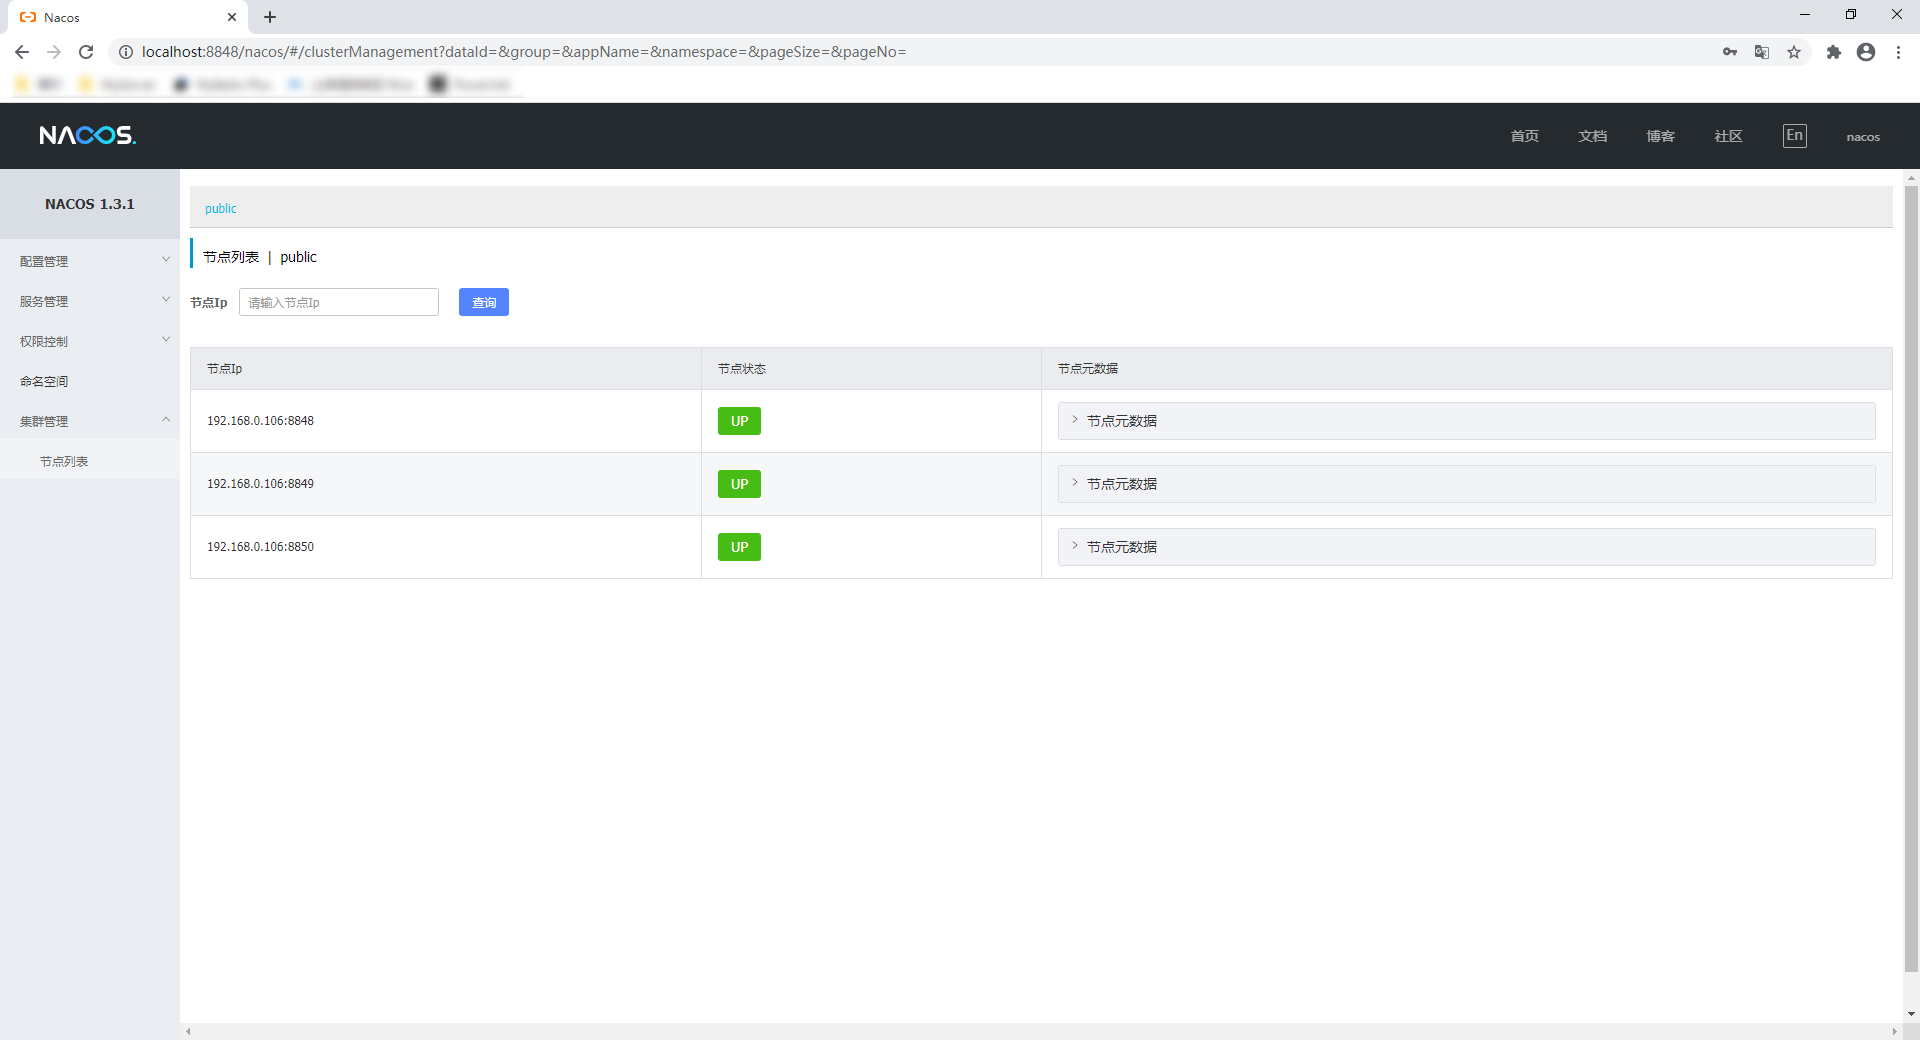 Nacos
localhost:8848/nacos/#/clusterManagement?dataId=&group=&appName=&namespace=&pageSize=&pageNo=
NACOS.
首页 文档 博客 社区 En nacos
NACOS 1.3.1
配置管理
服务管理
权限控制
命名空间
集群管理
节点列表
public
节点列表 | public
节点Ip 请输入节点Ip 查询
节点Ip 节点状态 节点元数据
192.168.0.106:8848 UP 节点元数据
192.168.0.106:8849 UP 节点元数据
192.168.0.106:8850 UP 节点元数据